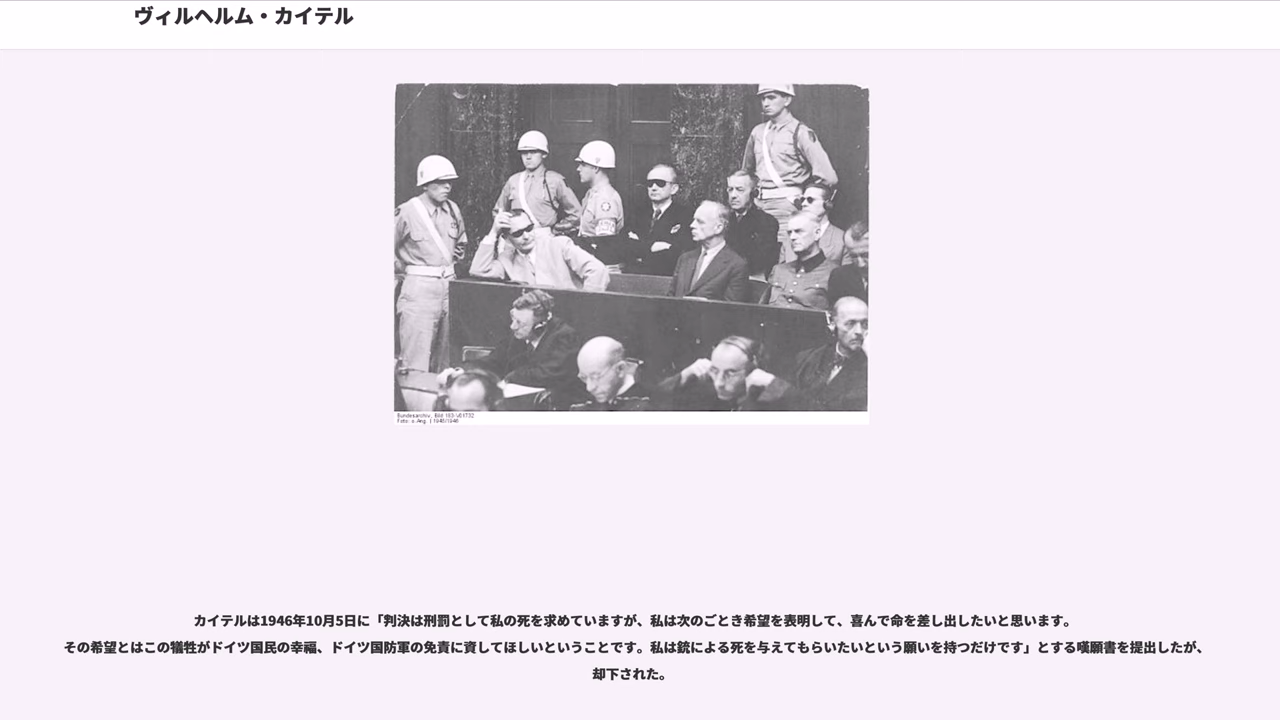 ヴィルヘルム・カイテル
Bundesarchiv, Bild 183-V01732
Foto: o.Ang. | 1945/1946
カイテルは1946年10月5日に「判決は刑罰として私の死を求めていますが、私は次のごとき希望を表明して、喜んで命を差し出したいと思います。
その希望とはこの犠牲がドイツ国民の幸福、ドイツ国防軍の免責に資してほしいということです。私は銃による死を与えてもらいたいという願いを持つだけです」とする嘆願書を提出したが、
却下された。